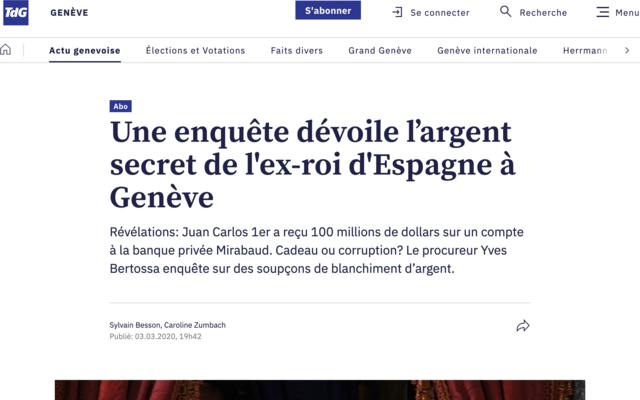 TdG GENÈVE S'abonner Se connecter Recherche Menu
Actu genevoise Élections et Votations Faits divers Grand Genève Genève internationale Herrmann
Abo
Une enquête dévoile l’argent
secret de l'ex-roi d'Espagne à
Genève
Révélations: Juan Carlos 1er a reçu 100 millions de dollars sur un compte
à la banque privée Mirabaud. Cadeau ou corruption? Le procureur Yves
Bertossa enquête sur des soupçons de blanchiment d’argent.
Sylvain Besson, Caroline Zumbach
Publié: 03.03.2020, 19h42